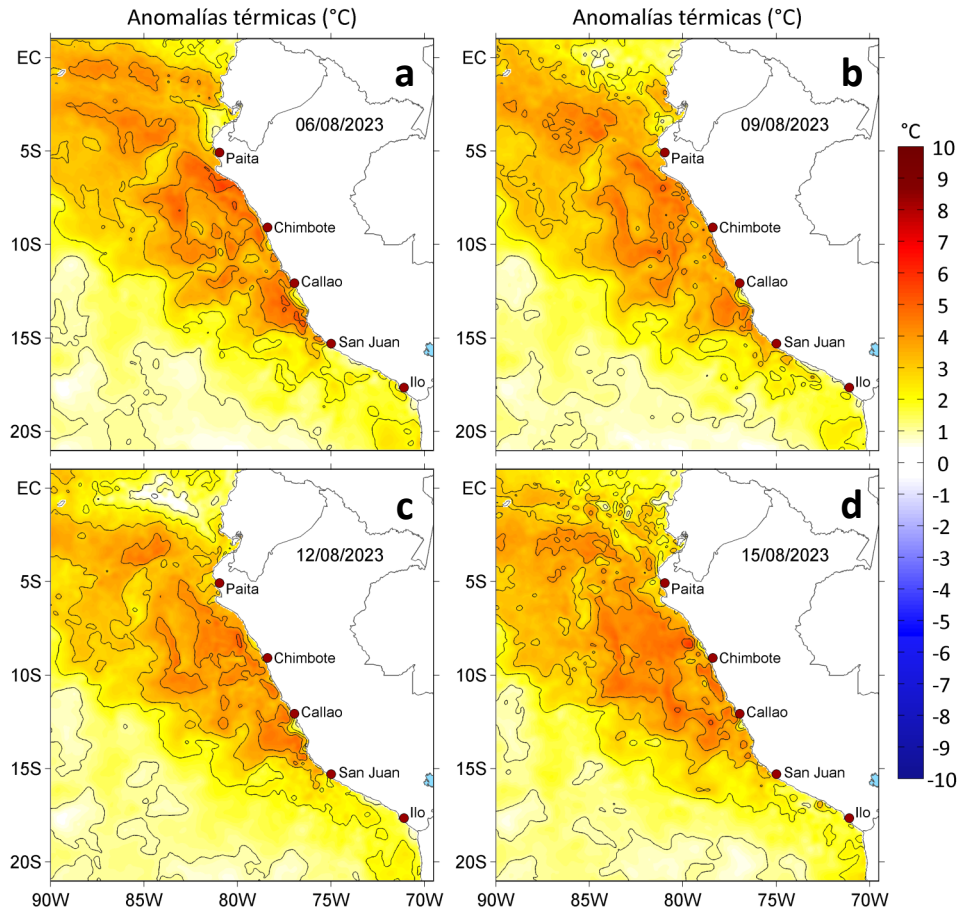 Anomalías térmicas (°C)
Anomalías térmicas (°C)
EC
5S
10S
15S
20S
a
06/08/2023
Paita
Chimbote
Callao
San Juan
Ilo
EC
5S
10S
15S
20S
b
09/08/2023
Paita
Chimbote
Callao
San Juan
Ilo
°C
10
9
8
7
6
5
4
3
2
1
0
-1
-2
-3
-4
-5
-6
-7
-8
-9
-10
EC
5S
10S
15S
20S
c
12/08/2023
Paita
Chimbote
Callao
San Juan
Ilo
90W
85W
80W
75W
70W
EC
5S
10S
15S
20S
d
15/08/2023
Paita
Chimbote
Callao
San Juan
Ilo
90W
85W
80W
75W
70W